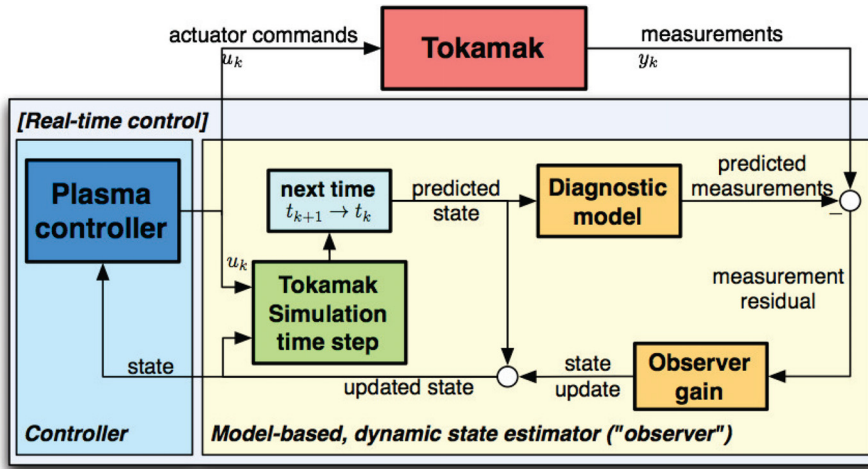 actuator commands
u_k
Tokamak
measurements
y_k
[Real-time control]
Plasma
controller
next time
t_{k+1} → t_k
predicted
state
Diagnostic
model
predicted
measurements
−
u_k
Tokamak
Simulation
time step
measurement
residual
state
updated state
state
update
Observer
gain
Controller
Model-based, dynamic state estimator ("observer")